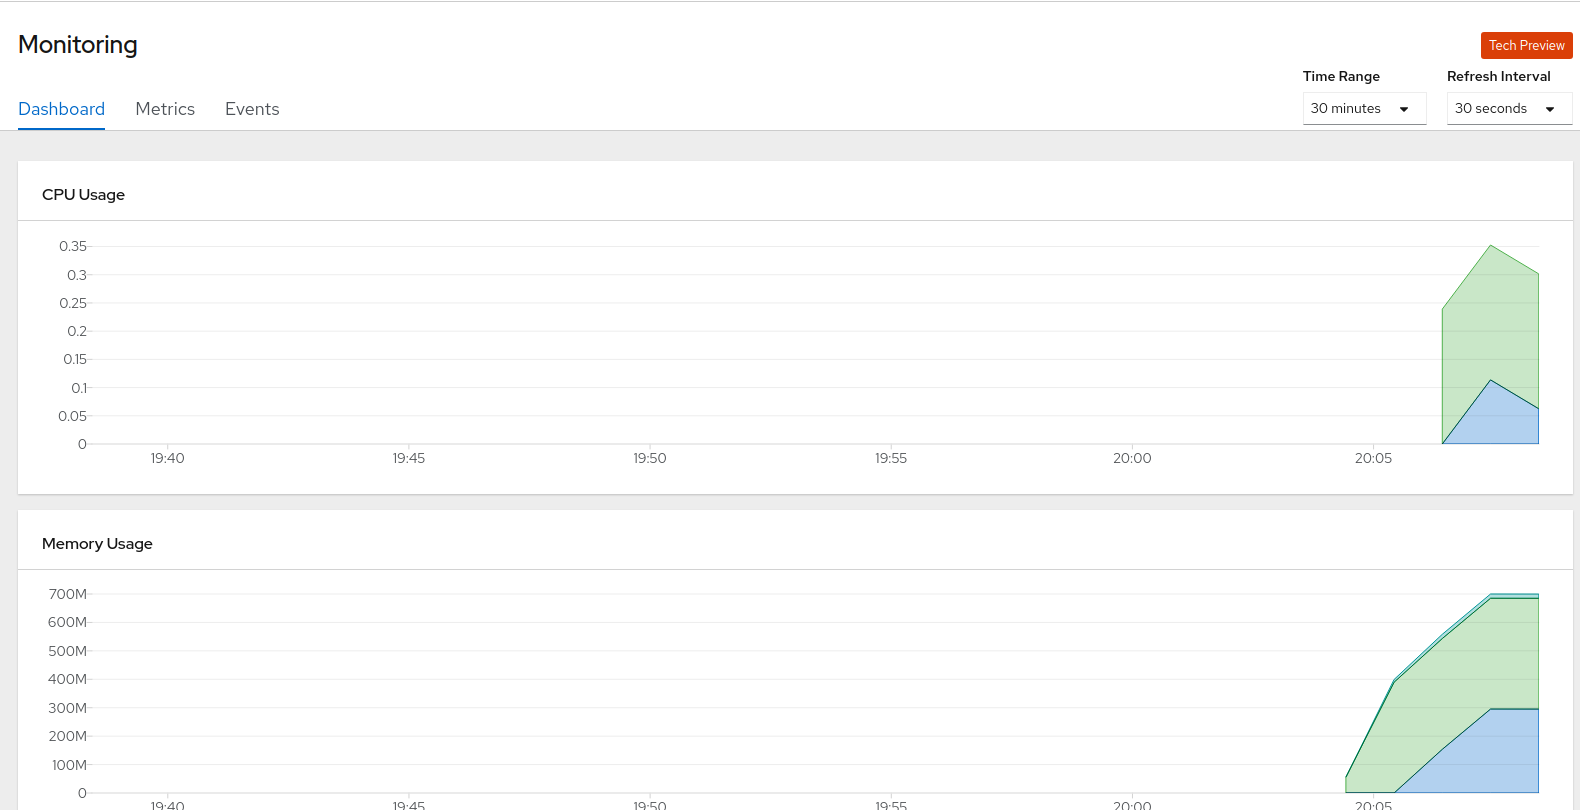 Monitoring
Tech Preview
Time Range
Refresh Interval
Dashboard
Metrics
Events
30 minutes
30 seconds
CPU Usage
0.35
0.3
0.25
0.2
0.15
0.1
0.05
0
19:40
19:45
19:50
19:55
20:00
20:05
Memory Usage
700M
600M
500M
400M
300M
200M
100M
0
19:40
19:45
19:50
19:55
20:00
20:05